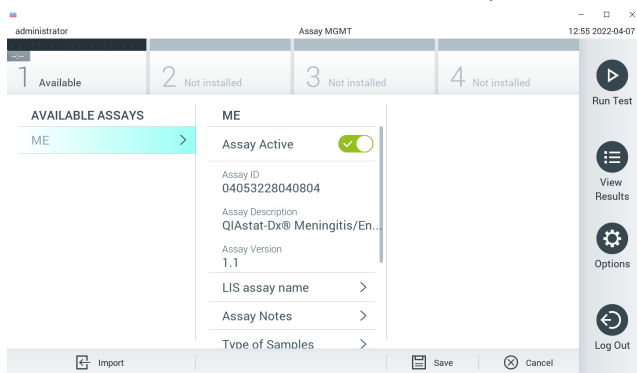 administrator Assay MGMT 12:55 2022-04-07
--:--
1 Available 2 Not installed 3 Not installed 4 Not installed
Run Test
AVAILABLE ASSAYS
ME
ME
Assay Active
Assay ID
04053228040804
Assay Description
QIAstat-Dx® Meningitis/En...
Assay Version
1.1
LIS assay name
Assay Notes
Type of Samples
View
Results
Options
Log Out
Import Save Cancel